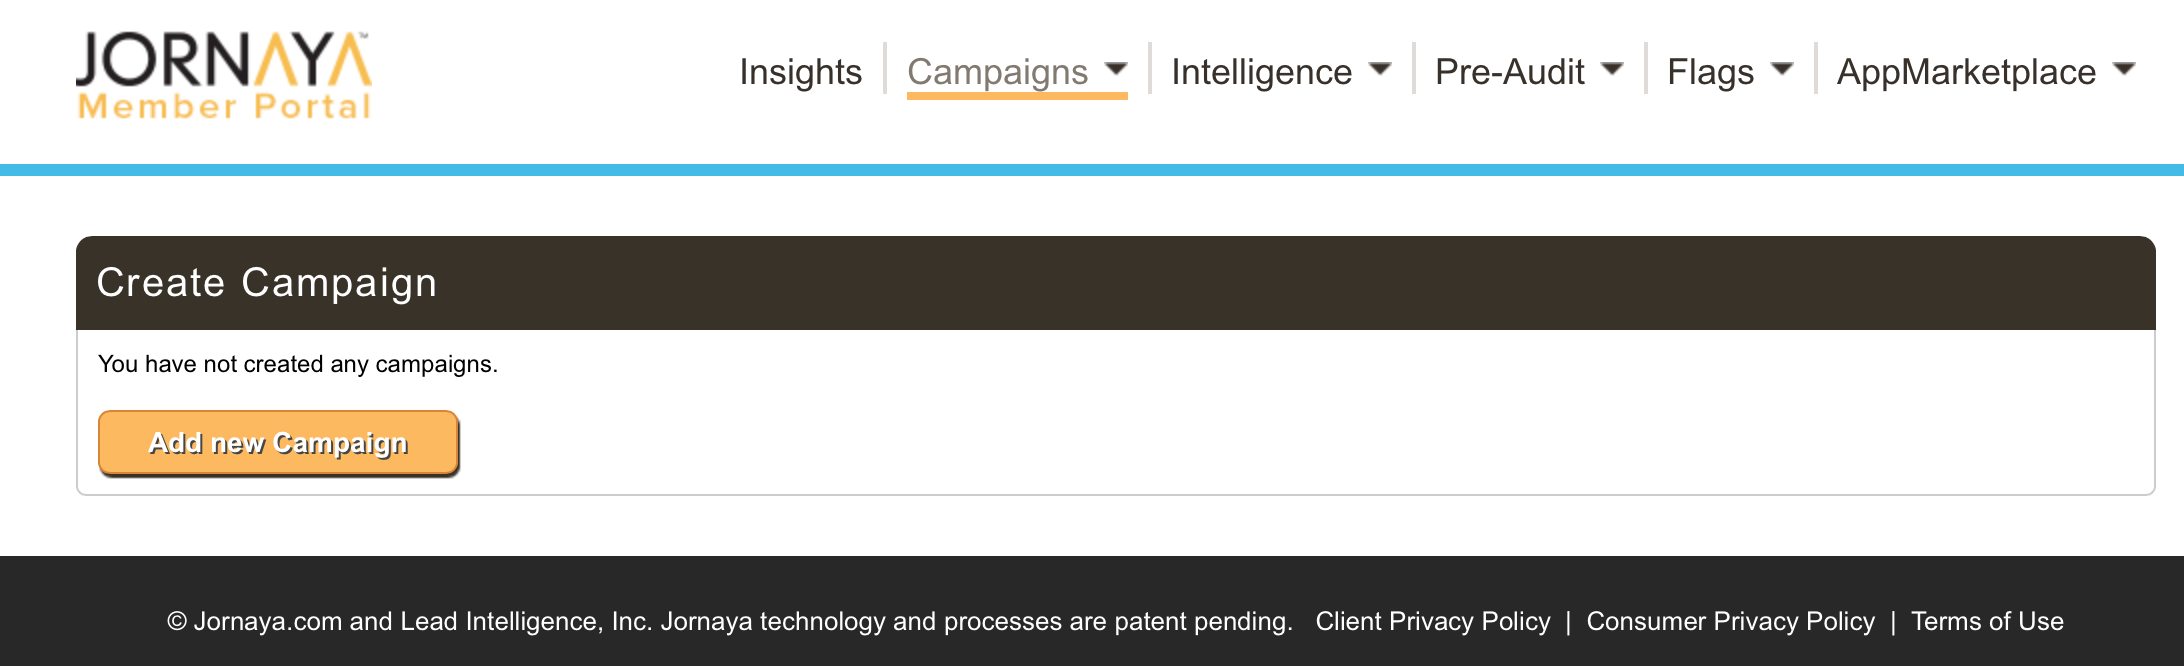 JORNAYA™
Member Portal
Insights
Campaigns
Intelligence
Pre-Audit
Flags
AppMarketplace
Create Campaign
You have not created any campaigns.
Add new Campaign
© Jornaya.com and Lead Intelligence, Inc. Jornaya technology and processes are patent pending. Client Privacy Policy | Consumer Privacy Policy | Terms of Use